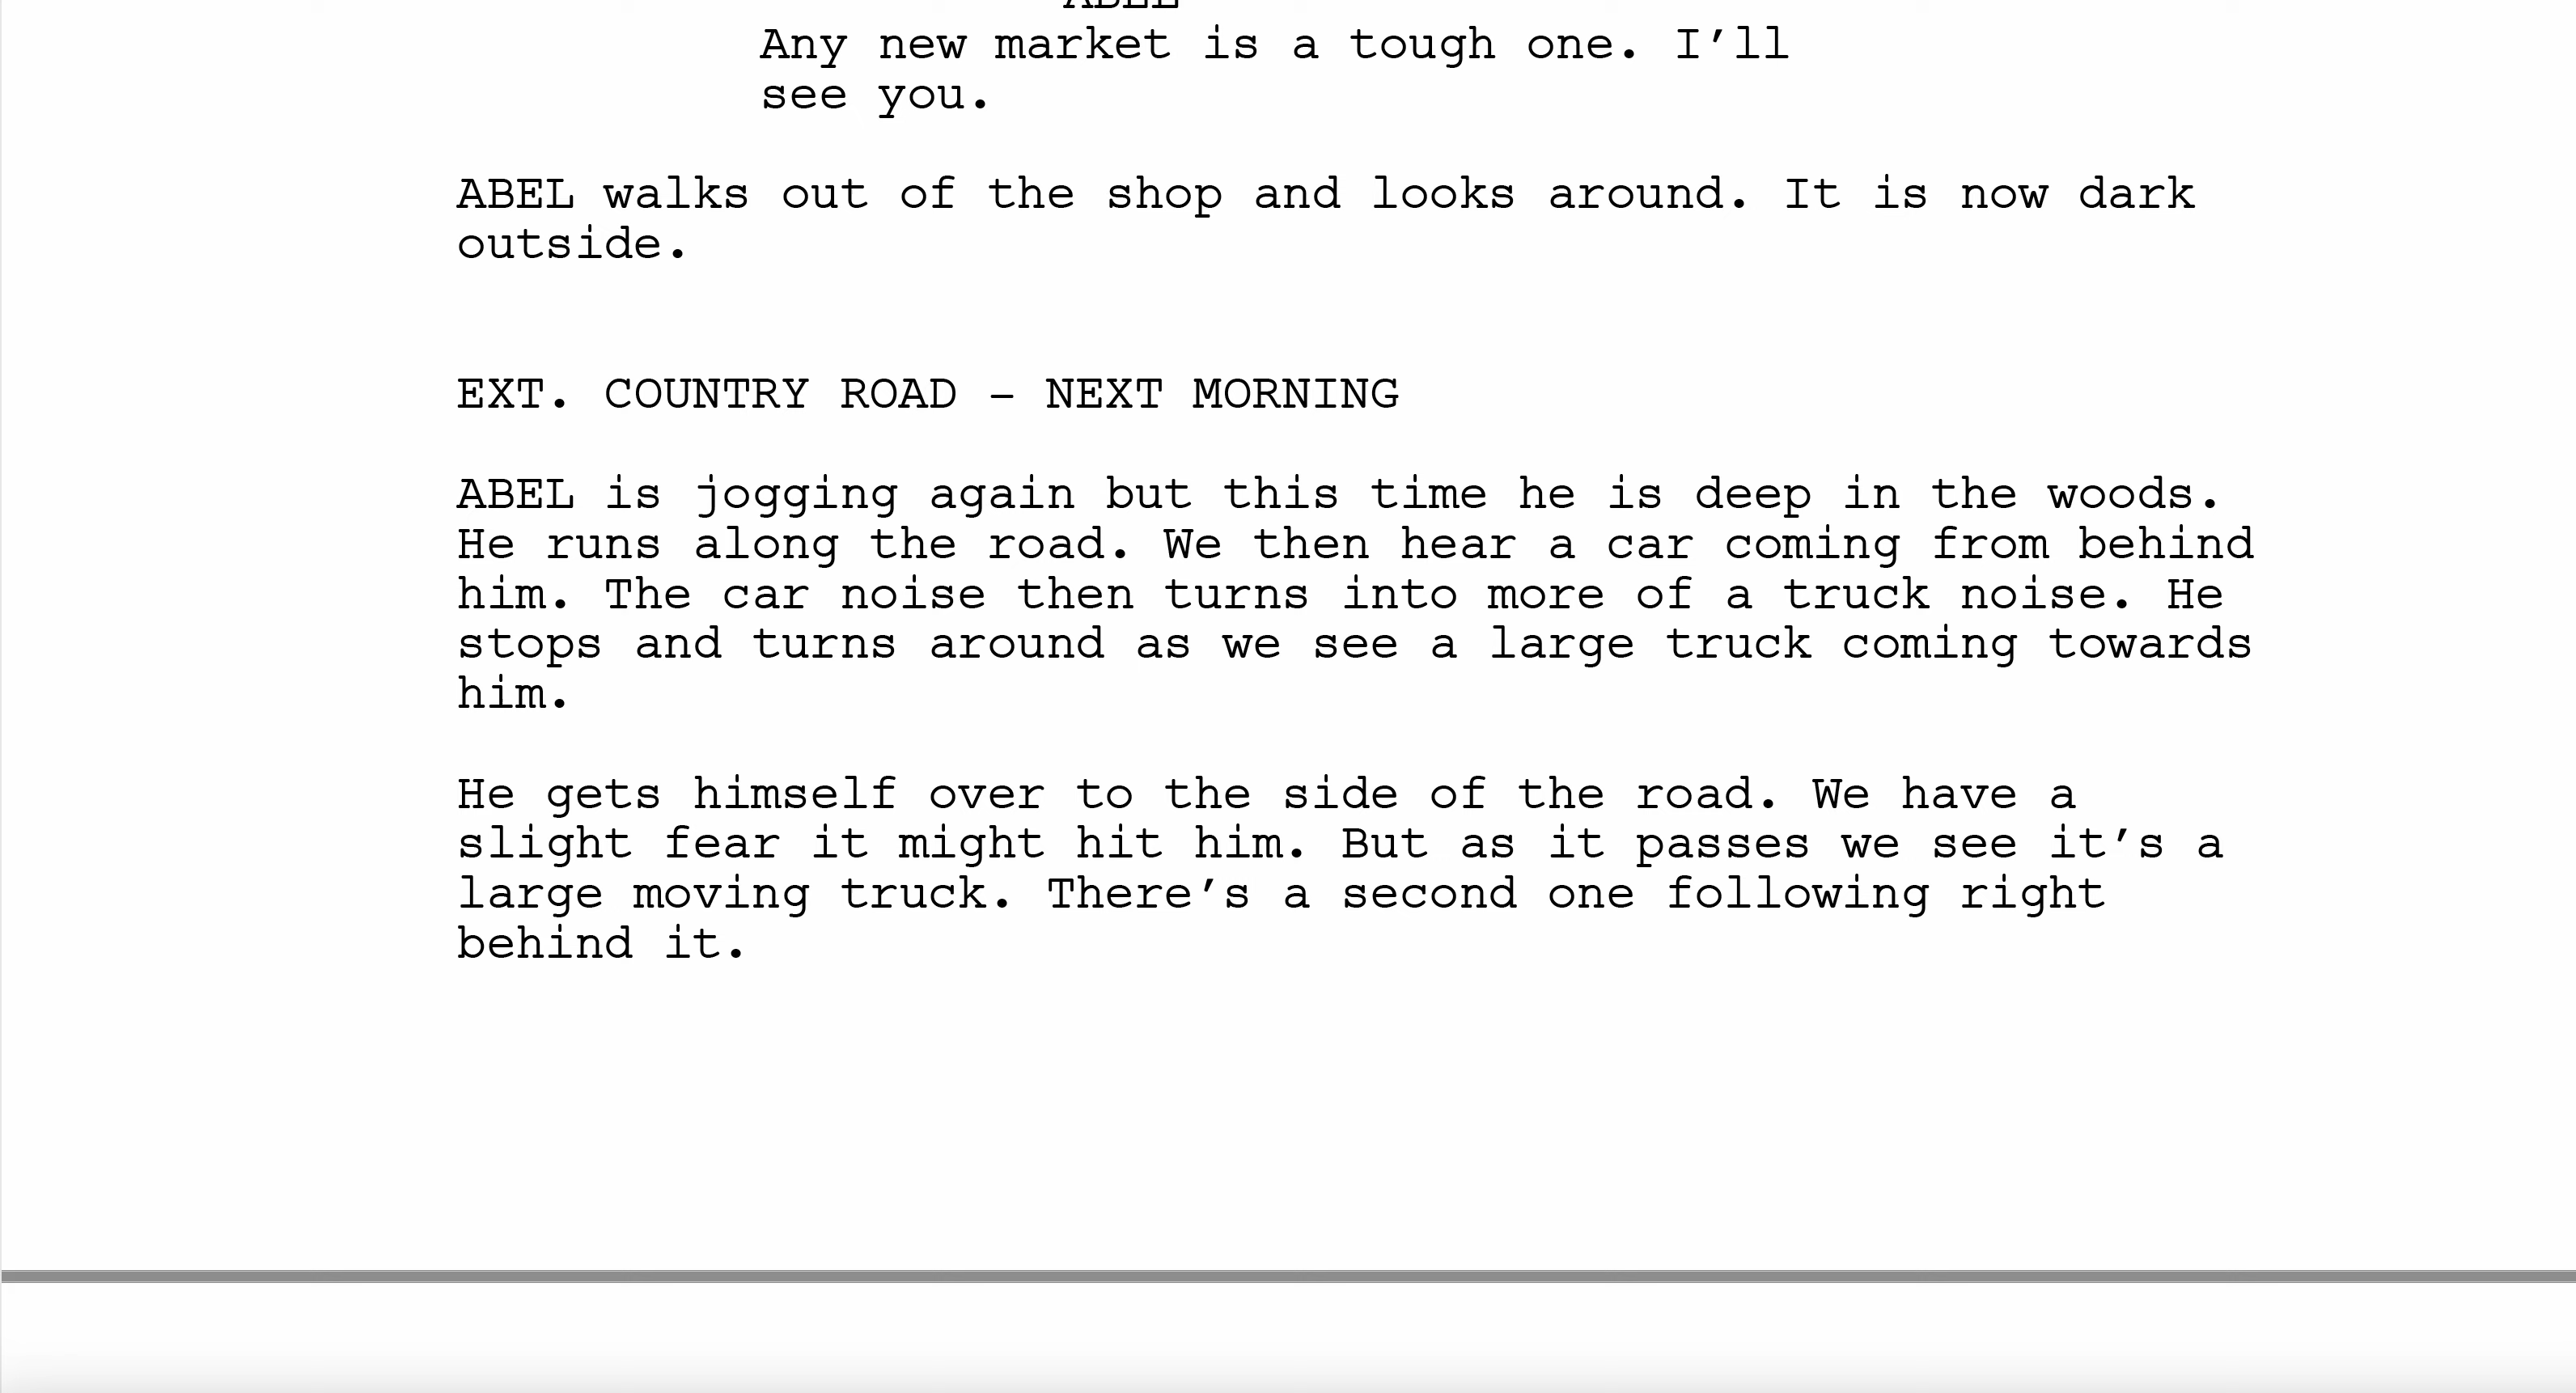 ABEL
Any new market is a tough one. I’ll
see you.
ABEL walks out of the shop and looks around. It is now dark
outside.
EXT. COUNTRY ROAD – NEXT MORNING
ABEL is jogging again but this time he is deep in the woods.
He runs along the road. We then hear a car coming from behind
him. The car noise then turns into more of a truck noise. He
stops and turns around as we see a large truck coming towards
him.
He gets himself over to the side of the road. We have a
slight fear it might hit him. But as it passes we see it’s a
large moving truck. There’s a second one following right
behind it.